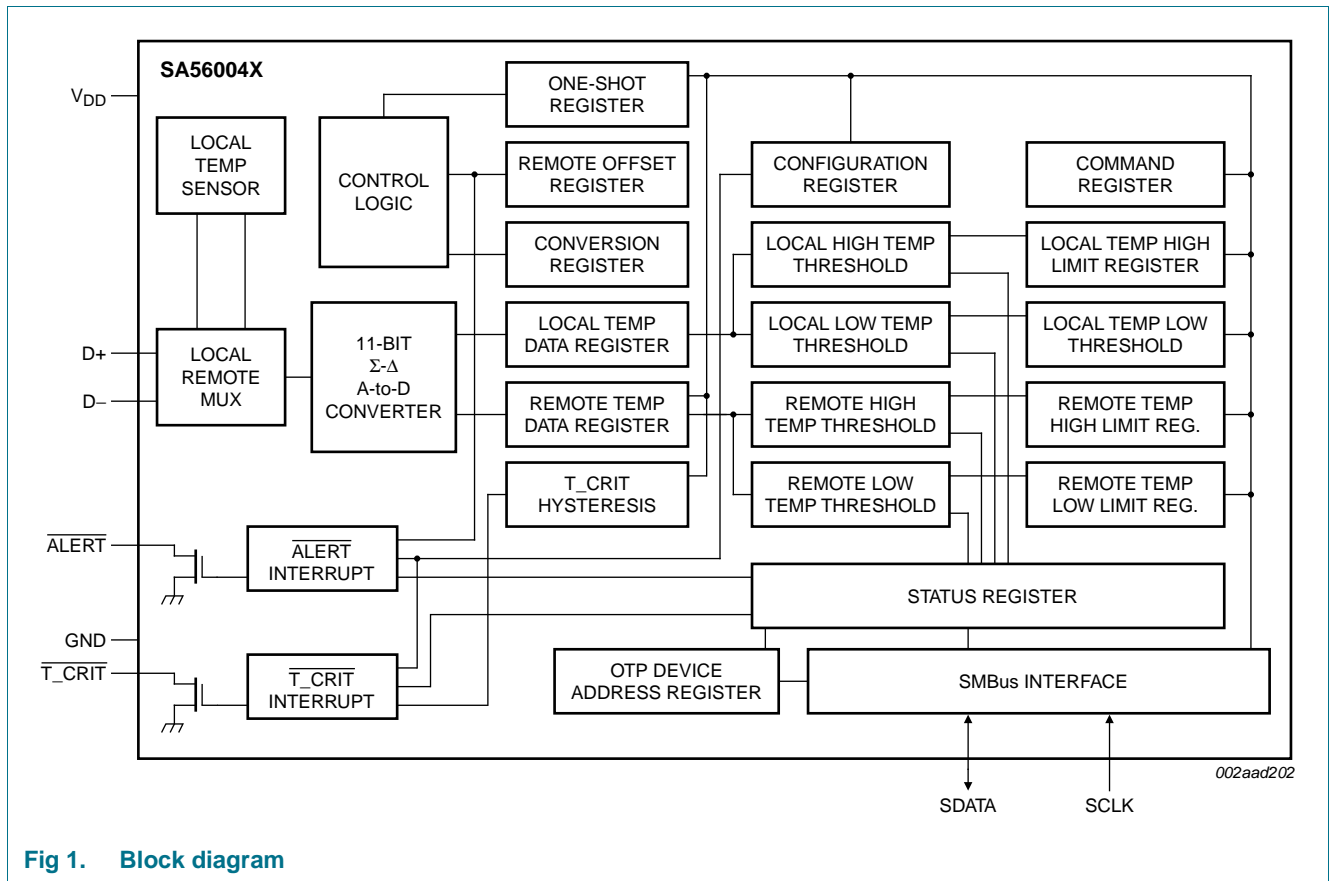 SA56004X
VDD
LOCAL
TEMP
SENSOR
CONTROL
LOGIC
ONE-SHOT
REGISTER
REMOTE OFFSET
REGISTER
CONVERSION
REGISTER
CONFIGURATION
REGISTER
COMMAND
REGISTER
LOCAL HIGH TEMP
THRESHOLD
LOCAL TEMP HIGH
LIMIT REGISTER
D+
D−
LOCAL
REMOTE
MUX
11-BIT
Σ-Δ
A-to-D
CONVERTER
LOCAL TEMP
DATA REGISTER
LOCAL LOW TEMP
THRESHOLD
LOCAL TEMP LOW
THRESHOLD
REMOTE TEMP
DATA REGISTER
REMOTE HIGH
TEMP THRESHOLD
REMOTE TEMP
HIGH LIMIT REG.
T_CRIT
HYSTERESIS
REMOTE LOW
TEMP THRESHOLD
REMOTE TEMP
LOW LIMIT REG.
ALERT
ALERT
INTERRUPT
STATUS REGISTER
GND
T_CRIT
T_CRIT
INTERRUPT
OTP DEVICE
ADDRESS REGISTER
SMBus INTERFACE
002aad202
SDATA
SCLK
Fig 1. Block diagram